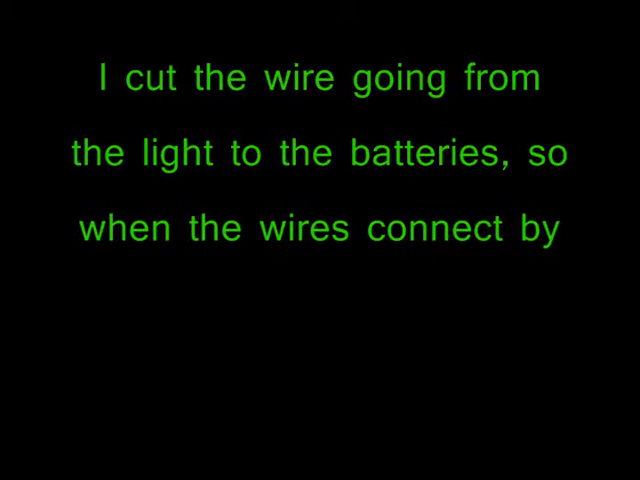 I cut the wire going from
the light to the batteries, so
when the wires connect by